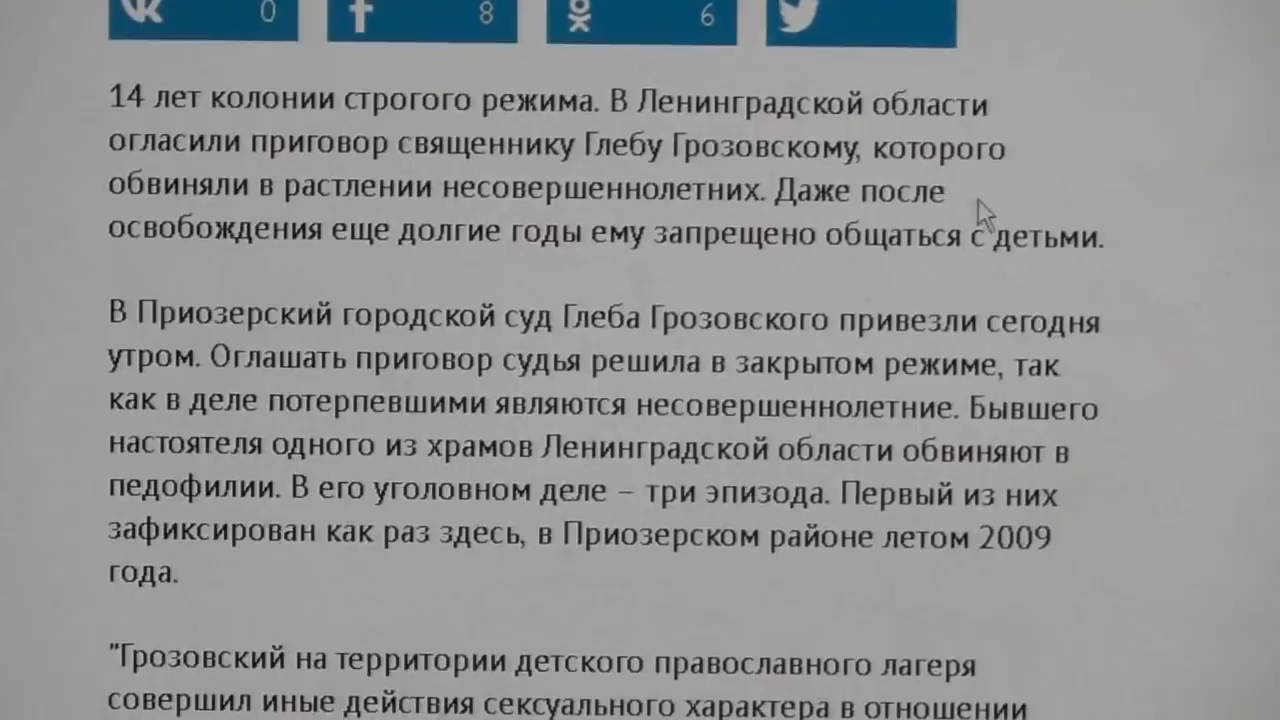 0 8 6
14 лет колонии строгого режима. В Ленинградской области
огласили приговор священнику Глебу Грозовскому, которого
обвиняли в растлении несовершеннолетних. Даже после
освобождения еще долгие годы ему запрещено общаться с детьми.
В Приозерский городской суд Глеба Грозовского привезли сегодня
утром. Оглашать приговор судья решила в закрытом режиме, так
как в деле потерпевшими являются несовершеннолетние. Бывшего
настоятеля одного из храмов Ленинградской области обвиняют в
педофилии. В его уголовном деле – три эпизода. Первый из них
зафиксирован как раз здесь, в Приозерском районе летом 2009
года.
"Грозовский на территории детского православного лагеря
совершил иные действия сексуального характера в отношении